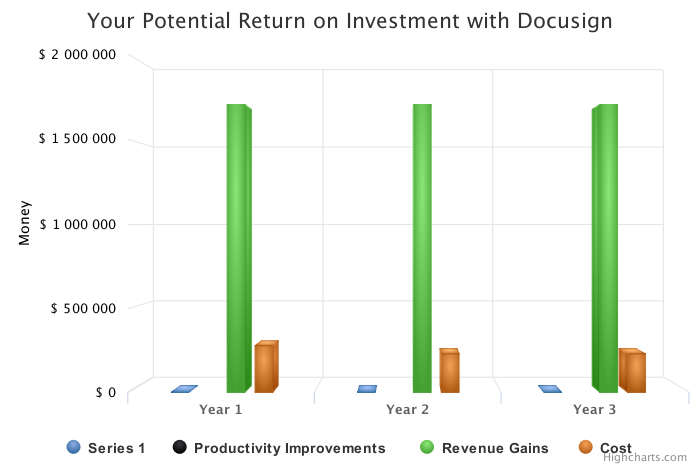 Your Potential Return on Investment with Docusign
$ 2 000 000
$ 1 500 000
$ 1 000 000
$ 500 000
$ 0
Money
Year 1 Year 2 Year 3
Series 1 Productivity Improvements Revenue Gains Cost
Highcharts.com